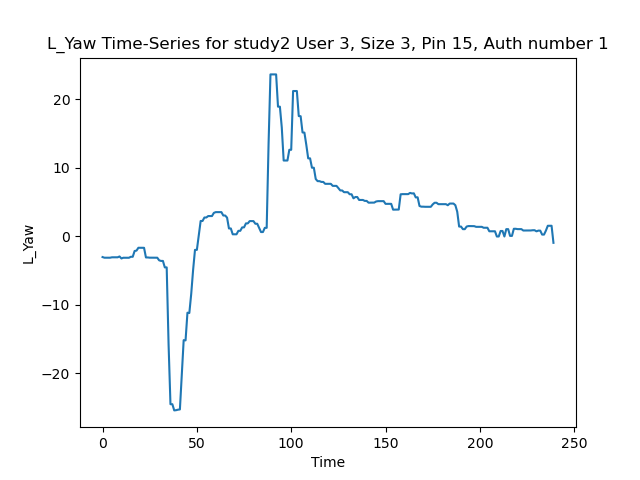 L_Yaw Time-Series for study2 User 3, Size 3, Pin 15, Auth number 1
20
10
0
−10
−20
L_Yaw
0 50 100 150 200 250
Time